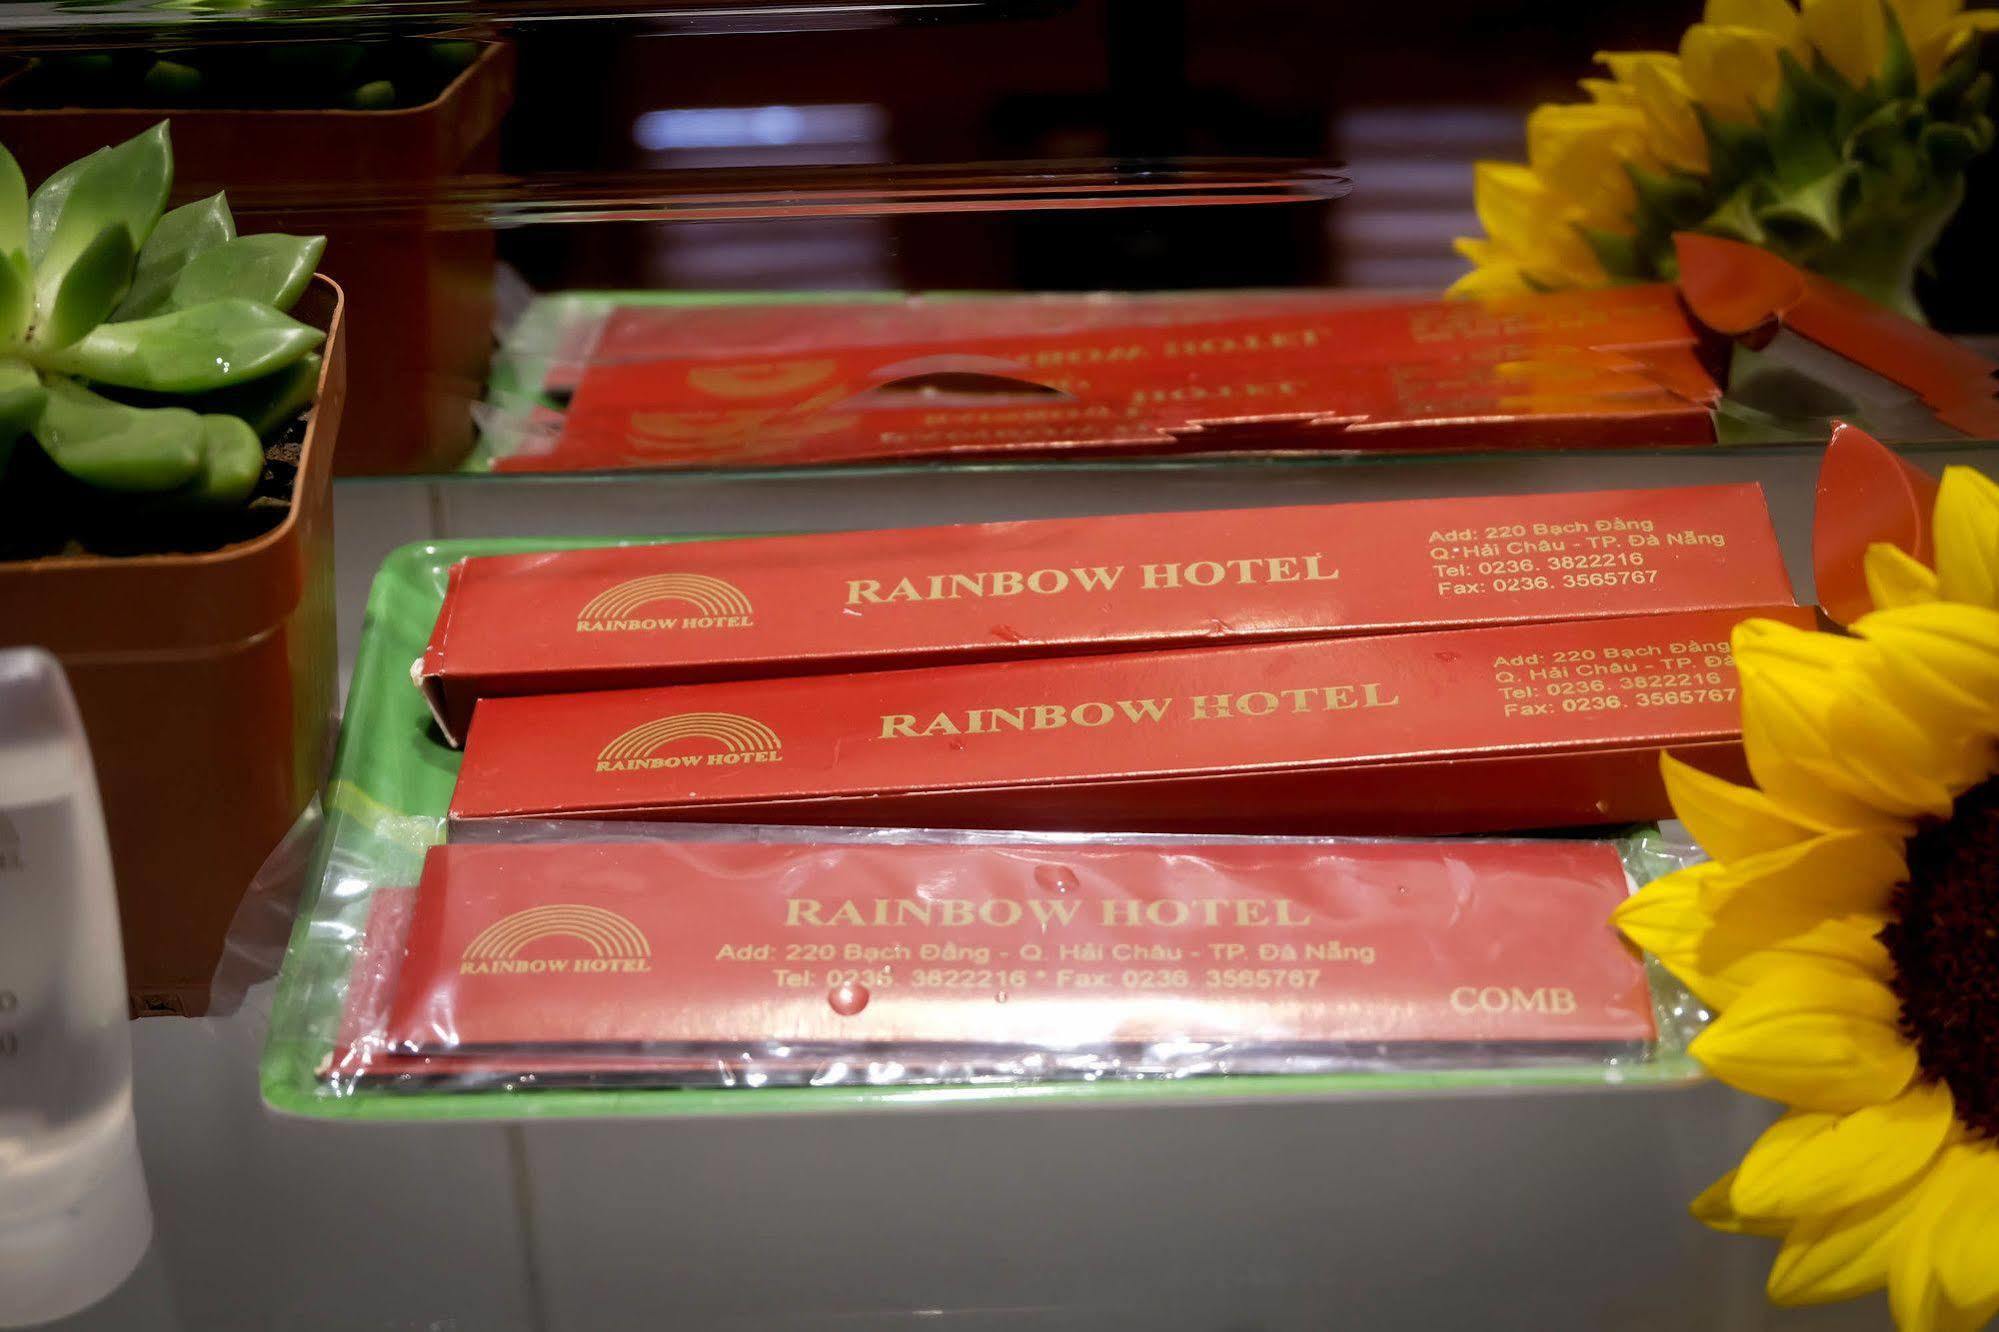 RAINBOW HOTEL
RAINBOW HOTEL
Add: 220 Bạch Đằng
Q. Hải Châu - TP. Đà Nẵng
Tel: 0236. 3822216
Fax: 0236. 3565767
RAINBOW HOTEL
RAINBOW HOTEL
Add: 220 Bạch Đằng
Q. Hải Châu - TP. Đà
Tel: 0236. 3822216
Fax: 0236. 3565767
RAINBOW HOTEL
RAINBOW HOTEL
Add: 220 Bạch Đằng - Q. Hải Châu - TP. Đà Nẵng
Tel: 0236. 3822216 * Fax: 0236. 3565767
COMB